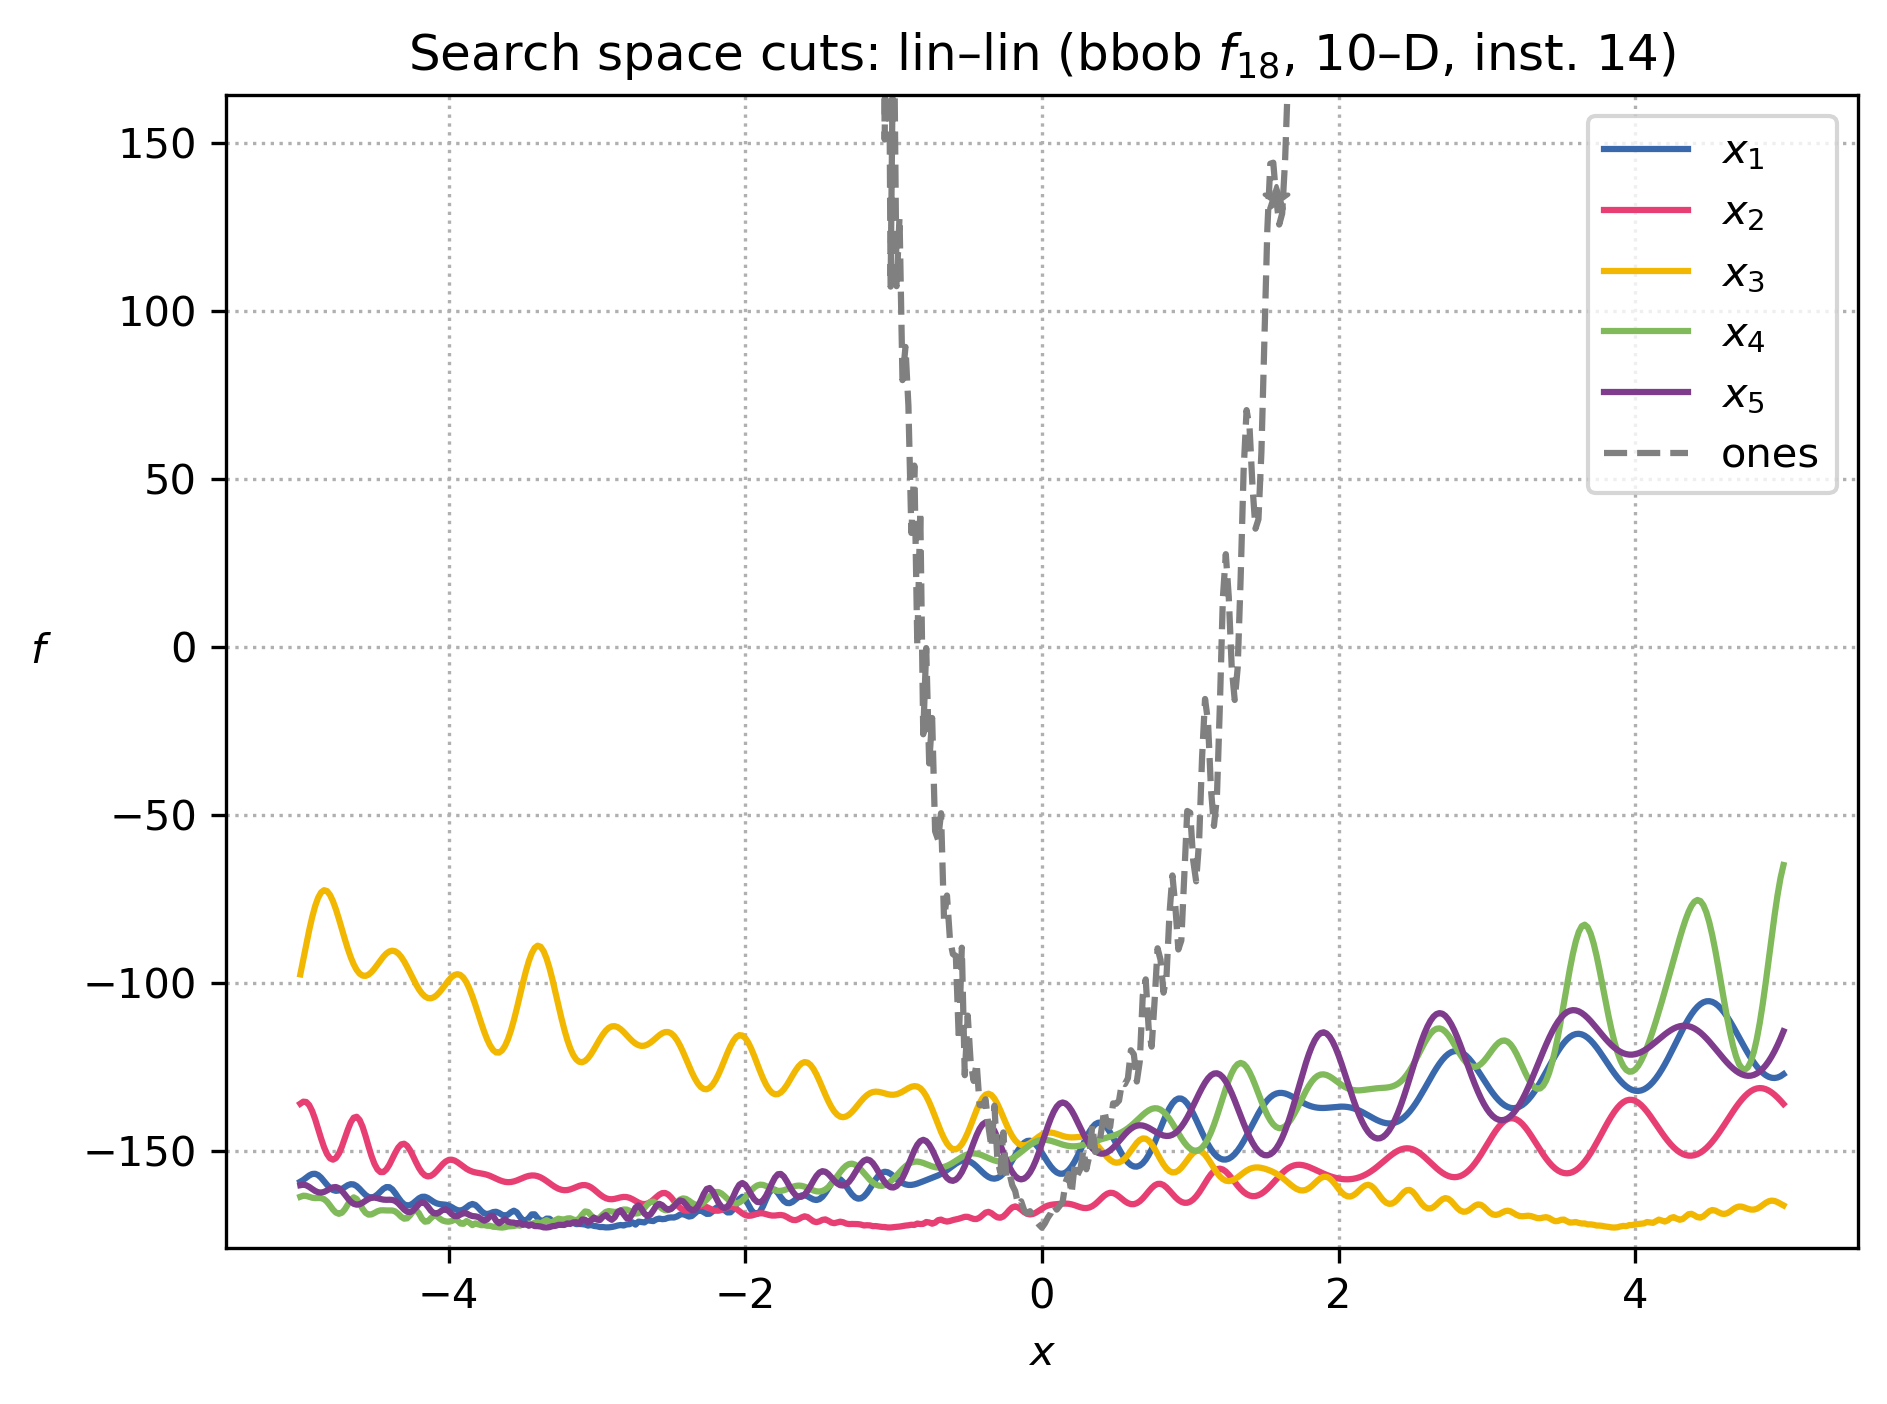 Search space cuts: lin–lin (bbob f₁₈, 10–D, inst. 14)
150
100
50
0
−50
−100
−150
f
−4
−2
0
2
4
x
x₁
x₂
x₃
x₄
x₅
ones